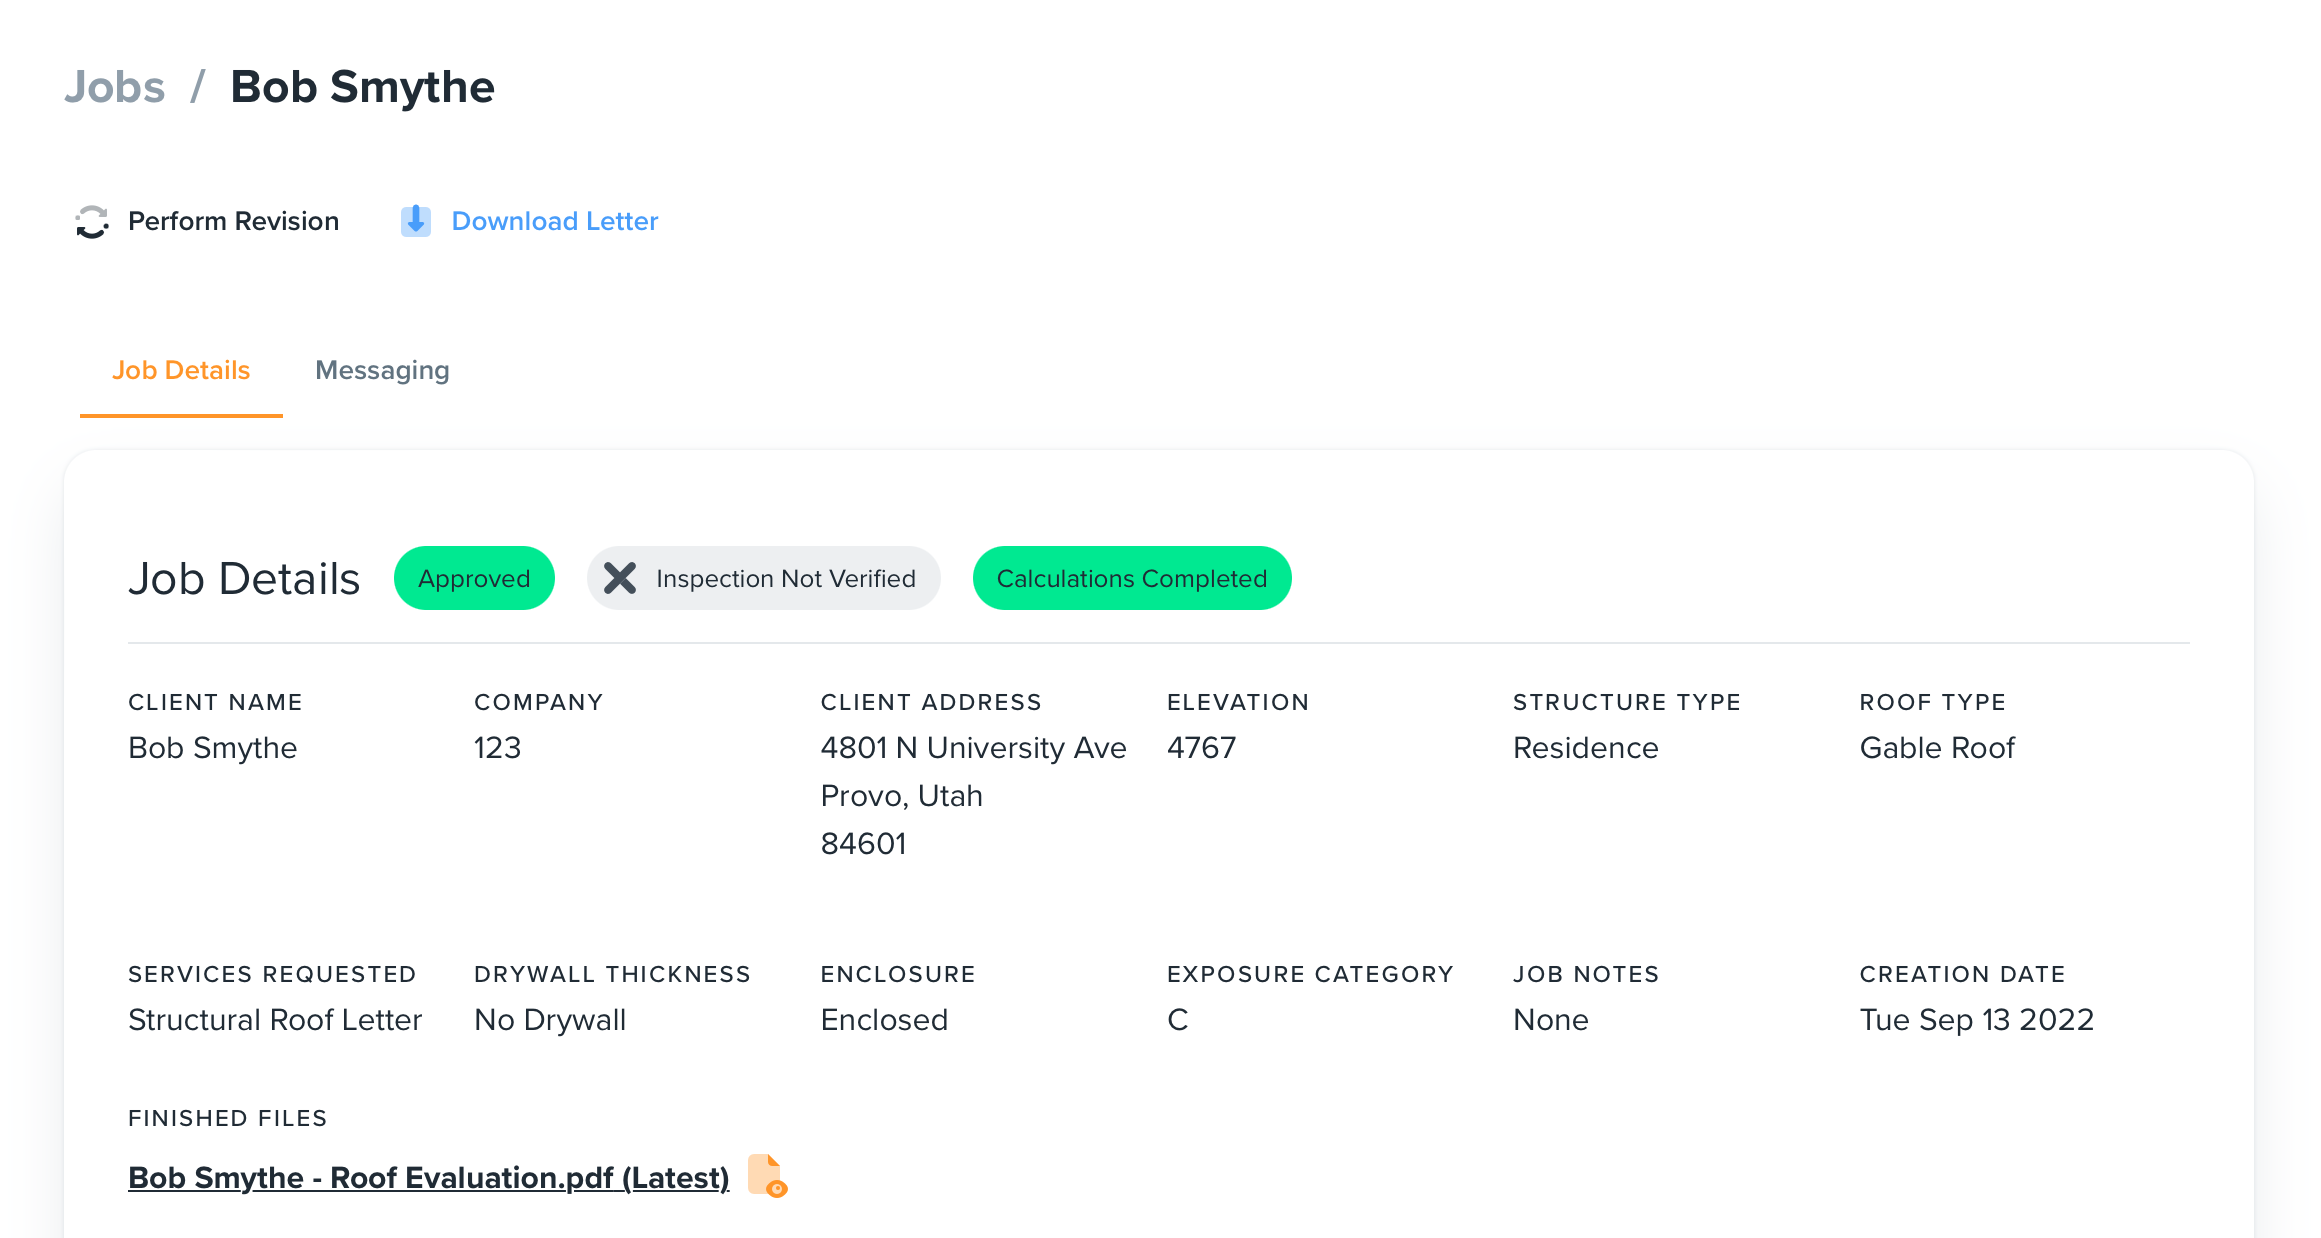 Jobs / Bob Smythe
Perform Revision Download Letter
Job Details Messaging
Job Details Approved Inspection Not Verified Calculations Completed
CLIENT NAME COMPANY CLIENT ADDRESS ELEVATION STRUCTURE TYPE ROOF TYPE
Bob Smythe 123 4801 N University Ave 4767 Residence Gable Roof
Provo, Utah
84601
SERVICES REQUESTED DRYWALL THICKNESS ENCLOSURE EXPOSURE CATEGORY JOB NOTES CREATION DATE
Structural Roof Letter No Drywall Enclosed C None Tue Sep 13 2022
FINISHED FILES
Bob Smythe - Roof Evaluation.pdf (Latest)